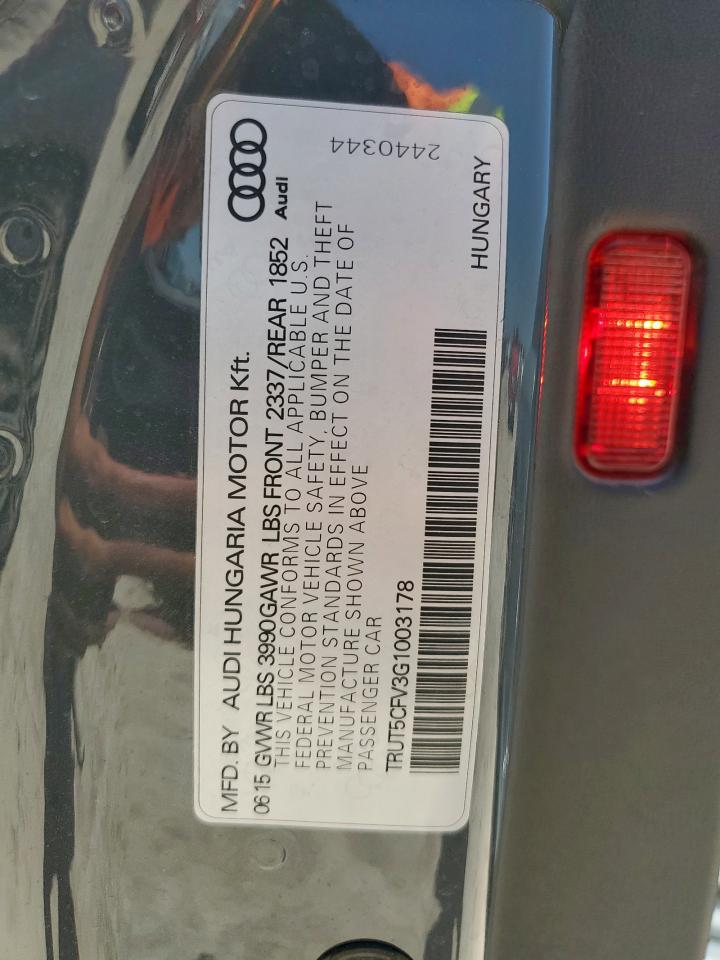 MFD. BY AUDI HUNGARIA MOTOR Kft.
0615 GVWR LBS 3990 GAWR LBS FRONT 2337/REAR 1852
Audi
THIS VEHICLE CONFORMS TO ALL APPLICABLE U.S.
FEDERAL MOTOR VEHICLE SAFETY, BUMPER AND THEFT
PREVENTION STANDARDS IN EFFECT ON THE DATE OF
MANUFACTURE SHOWN ABOVE
PASSENGER CAR
TRUT5CFV3G1003178
HUNGARY
2440344